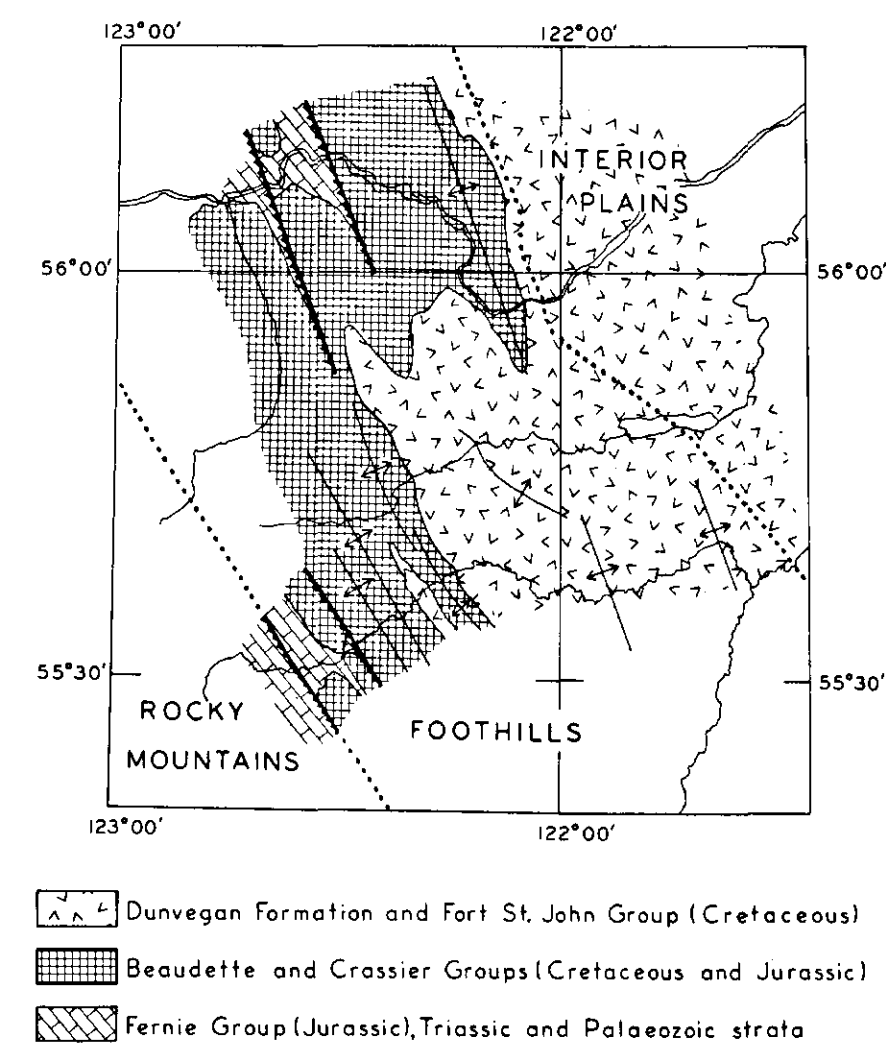 123°00′ 122°00′
INTERIOR
PLAINS
56°00′ 56°00′
55°30′ 55°30′
ROCKY
MOUNTAINS
FOOTHILLS
123°00′ 122°00′
Dunvegan Formation and Fort St. John Group (Cretaceous)
Beaudette and Crassier Groups (Cretaceous and Jurassic)
Fernie Group (Jurassic), Triassic and Palaeozoic strata